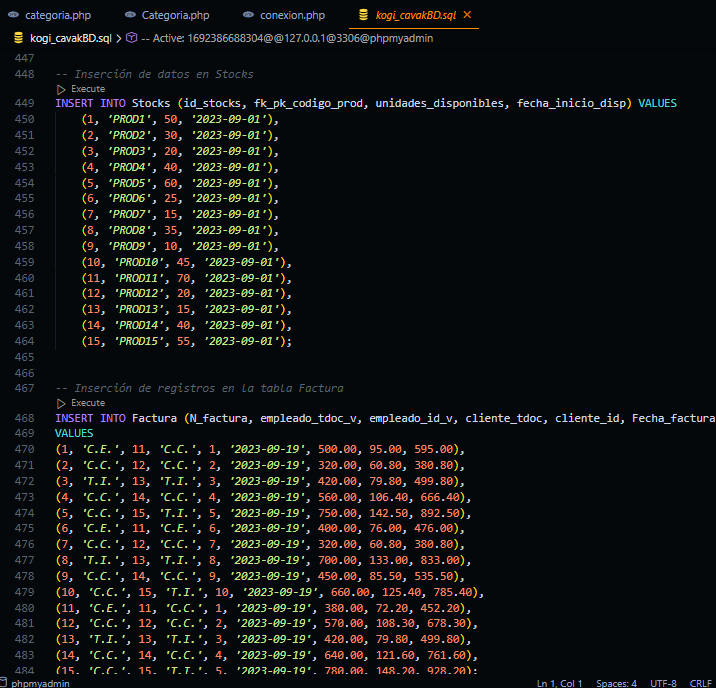 categoria.php Categoria.php conexion.php kogi_cavakBD.sql
kogi_cavakBD.sql > -- Active: 1692386688304@@127.0.0.1@3306@phpmyadmin
447
448 -- Inserción de datos en Stocks
Execute
449 INSERT INTO Stocks (id_stocks, fk_pk_codigo_prod, unidades_disponibles, fecha_inicio_disp) VALUES
450 (1, 'PROD1', 50, '2023-09-01'),
451 (2, 'PROD2', 30, '2023-09-01'),
452 (3, 'PROD3', 20, '2023-09-01'),
453 (4, 'PROD4', 40, '2023-09-01'),
454 (5, 'PROD5', 60, '2023-09-01'),
455 (6, 'PROD6', 25, '2023-09-01'),
456 (7, 'PROD7', 15, '2023-09-01'),
457 (8, 'PROD8', 35, '2023-09-01'),
458 (9, 'PROD9', 10, '2023-09-01'),
459 (10, 'PROD10', 45, '2023-09-01'),
460 (11, 'PROD11', 70, '2023-09-01'),
461 (12, 'PROD12', 20, '2023-09-01'),
462 (13, 'PROD13', 15, '2023-09-01'),
463 (14, 'PROD14', 40, '2023-09-01'),
464 (15, 'PROD15', 55, '2023-09-01');
465
466
467 -- Inserción de registros en la tabla Factura
Execute
468 INSERT INTO Factura (N_factura, empleado_tdoc_v, empleado_id_v, cliente_tdoc, cliente_id, Fecha_factura
469 VALUES
470 (1, 'C.E.', 11, 'C.C.', 1, '2023-09-19', 500.00, 95.00, 595.00),
471 (2, 'C.C.', 12, 'C.C.', 2, '2023-09-19', 320.00, 60.80, 380.80),
472 (3, 'T.I.', 13, 'T.I.', 3, '2023-09-19', 420.00, 79.80, 499.80),
473 (4, 'C.C.', 14, 'C.C.', 4, '2023-09-19', 560.00, 106.40, 666.40),
474 (5, 'C.C.', 15, 'T.I.', 5, '2023-09-19', 750.00, 142.50, 892.50),
475 (6, 'C.E.', 11, 'C.E.', 6, '2023-09-19', 400.00, 76.00, 476.00),
476 (7, 'C.C.', 12, 'C.C.', 7, '2023-09-19', 320.00, 60.80, 380.80),
477 (8, 'T.I.', 13, 'T.I.', 8, '2023-09-19', 700.00, 133.00, 833.00),
478 (9, 'C.C.', 14, 'C.C.', 9, '2023-09-19', 450.00, 85.50, 535.50),
479 (10, 'C.C.', 15, 'T.I.', 10, '2023-09-19', 660.00, 125.40, 785.40),
480 (11, 'C.E.', 11, 'C.C.', 1, '2023-09-19', 380.00, 72.20, 452.20),
481 (12, 'C.C.', 12, 'C.C.', 2, '2023-09-19', 570.00, 108.30, 678.30),
482 (13, 'T.I.', 13, 'T.I.', 3, '2023-09-19', 420.00, 79.80, 499.80),
483 (14, 'C.C.', 14, 'C.C.', 4, '2023-09-19', 640.00, 121.60, 761.60),
484 (15, 'C.C.', 15, 'T.I.', 5, '2023-09-19', 780.00, 148.20, 928.20);
phpmyadmin Ln 1, Col 1 Spaces: 4 UTF-8 CRLF